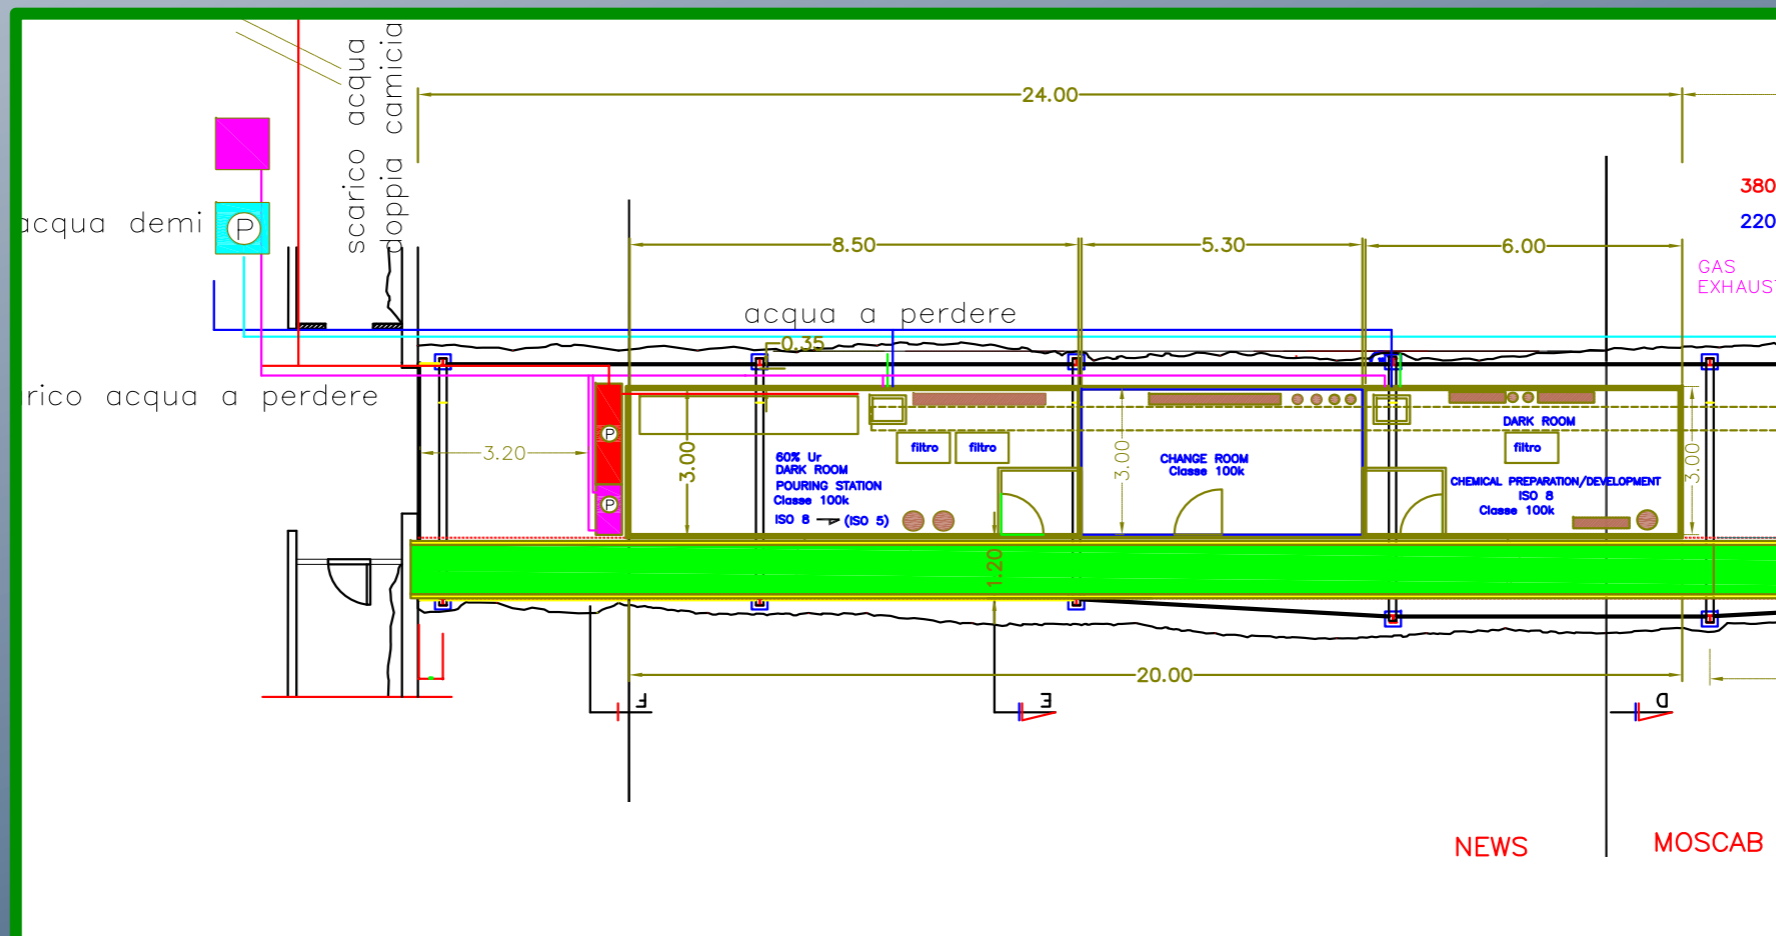 scarico acqua
doppia camicia
24.00
380
220
acqua demi
P
8.50
5.30
6.00
GAS
EXHAUST
acqua a perdere
0.35
rico acqua a perdere
3.20
P
P
3.00
60% Ur
DARK ROOM
POURING STATION
Classe 100k
ISO 8 (ISO 5)
filtro
filtro
3.00
CHANGE ROOM
Classe 100k
DARK ROOM
filtro
CHEMICAL PREPARATION/DEVELOPMENT
ISO 8
Classe 100k
3.00
1.20
20.00
F
E
D
NEWS
MOSCAB